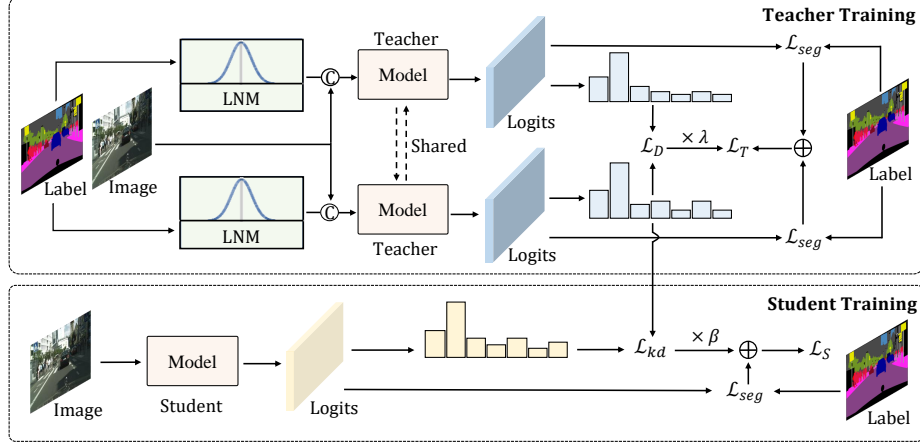 Teacher Training
Teacher
LNM
C
Model
Logits
ℒ_seg
Label
Image
Shared
ℒ_D
× λ
ℒ_T
⊕
Label
LNM
C
Model
Teacher
Logits
ℒ_seg
Student Training
Image
Model
Student
Logits
ℒ_kd
× β
⊕
ℒ_S
ℒ_seg
Label